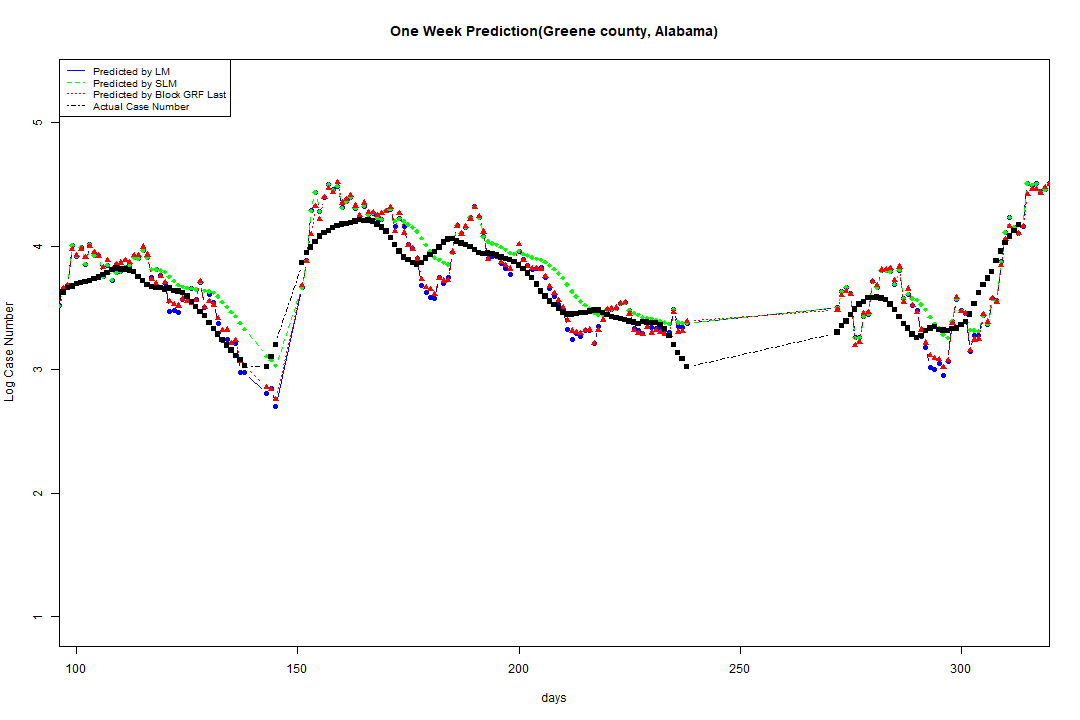 One Week Prediction(Greene county, Alabama)
Predicted by LM
Predicted by SLM
Predicted by Block GRF Last
Actual Case Number
5
4
3
2
1
Log Case Number
100 150 200 250 300
days